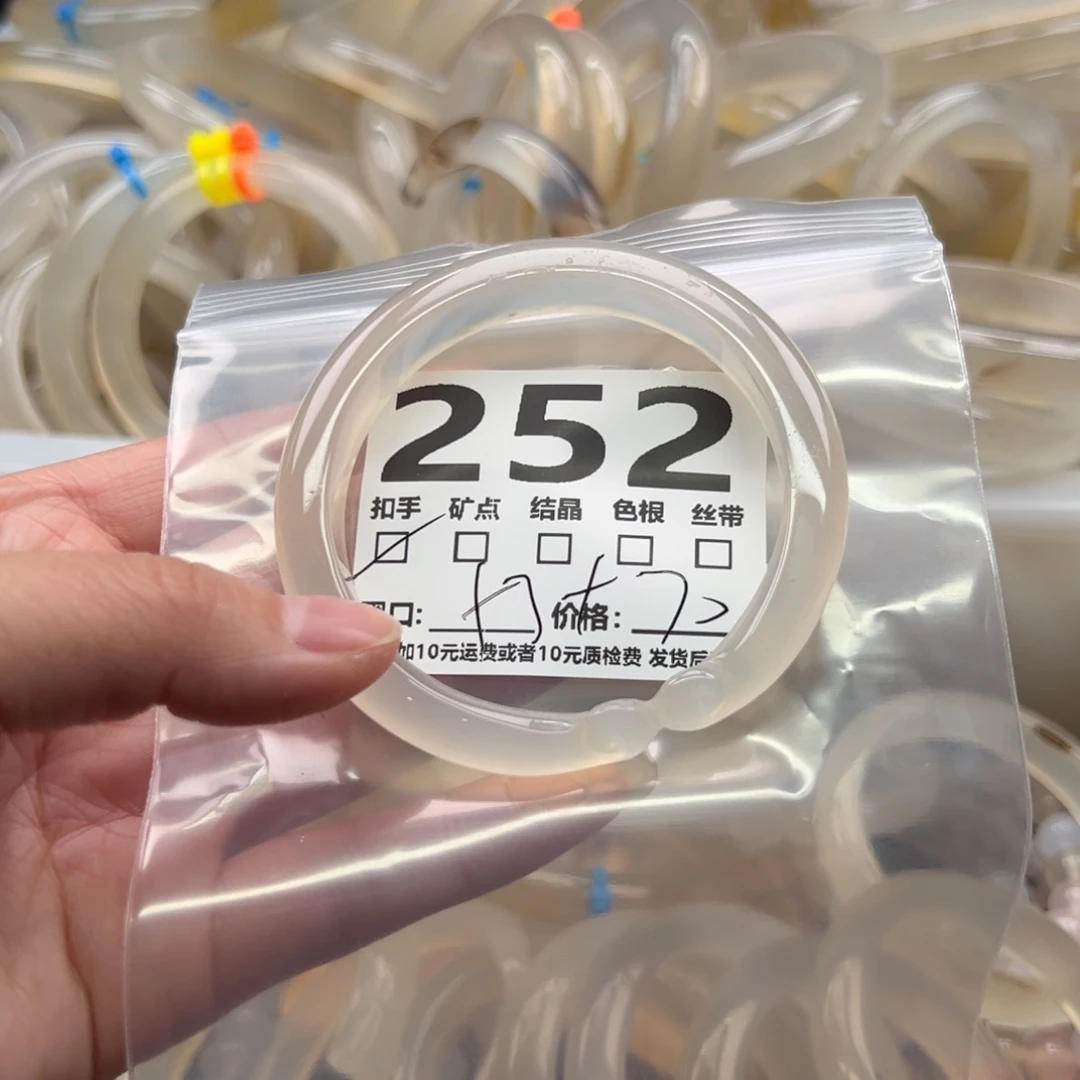 252
扣手 矿点 结晶 色根 丝带
口: 价格:
加10元运费或者10元质检费 发货后